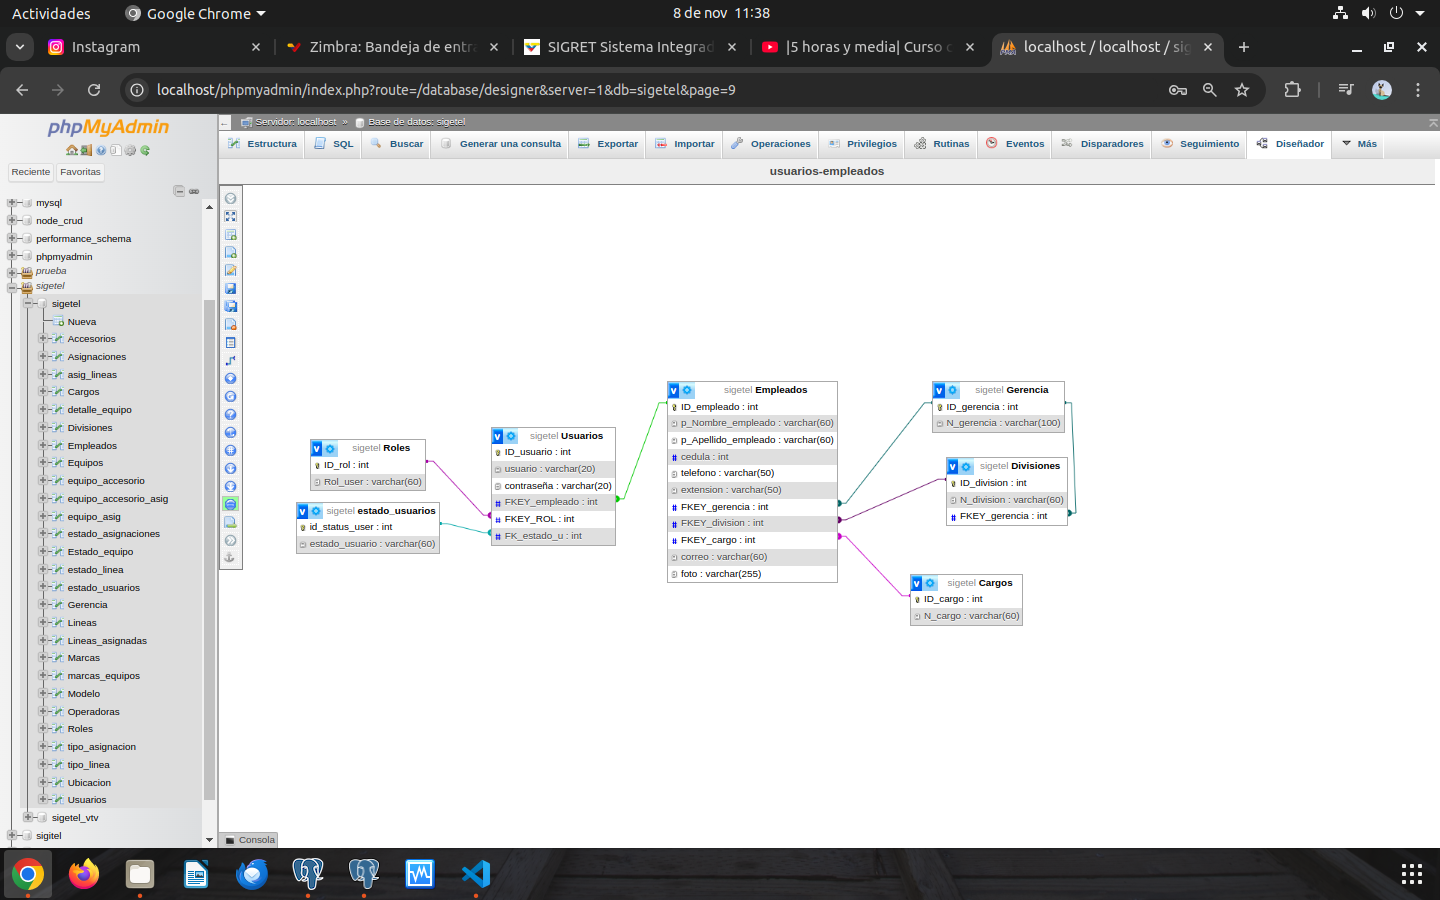 Actividades
Google Chrome
8 de nov 11:38
Instagram
Zimbra: Bandeja de entra
SIGRET Sistema Integrad
|5 horas y media| Curso c
localhost / localhost / sig
localhost/phpmyadmin/index.php?route=/database/designer&server=1&db=sigetel&page=9
phpMyAdmin
Reciente
Favoritas
mysql
node_crud
performance_schema
phpmyadmin
prueba
sigetel
sigetel
Nueva
Accesorios
Asignaciones
asig_lineas
Cargos
detalle_equipo
Divisiones
Empleados
Equipos
equipo_accesorio
equipo_accesorio_asig
equipo_asig
estado_asignaciones
Estado_equipo
estado_linea
estado_usuarios
Gerencia
Lineas
Lineas_asignadas
Marcas
marcas_equipos
Modelo
Operadoras
Roles
tipo_asignacion
tipo_linea
Ubicacion
Usuarios
sigetel_vtv
sigitel
Servidor: localhost » Base de datos: sigetel
Estructura
SQL
Buscar
Generar una consulta
Exportar
Importar
Operaciones
Privilegios
Rutinas
Eventos
Disparadores
Seguimiento
Diseñador
Más
usuarios-empleados
sigetel Roles
ID_rol : int
Rol_user : varchar(60)
sigetel estado_usuarios
id_status_user : int
estado_usuario : varchar(60)
sigetel Usuarios
ID_usuario : int
usuario : varchar(20)
contraseña : varchar(20)
FKEY_empleado : int
FKEY_ROL : int
FK_estado_u : int
sigetel Empleados
ID_empleado : int
p_Nombre_empleado : varchar(60)
p_Apellido_empleado : varchar(60)
cedula : int
telefono : varchar(50)
extension : varchar(50)
FKEY_gerencia : int
FKEY_division : int
FKEY_cargo : int
correo : varchar(60)
foto : varchar(255)
sigetel Gerencia
ID_gerencia : int
N_gerencia : varchar(100)
sigetel Divisiones
ID_division : int
N_division : varchar(60)
FKEY_gerencia : int
sigetel Cargos
ID_cargo : int
N_cargo : varchar(60)
Consola